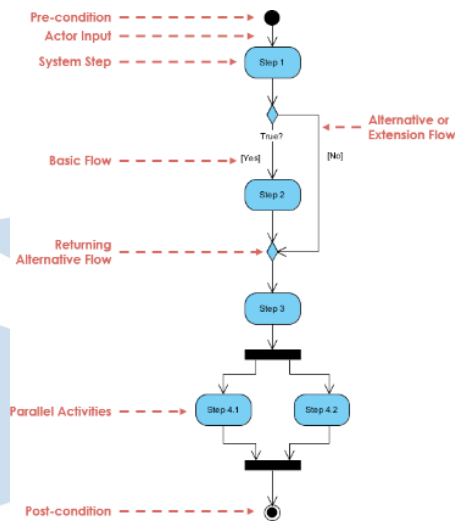 Pre-condition
Actor Input
System Step
Step 1
Alternative or
Extension Flow
True?
Basic Flow
[Yes]
[No]
Step 2
Returning
Alternative Flow
Step 3
Parallel Activities
Step 4.1
Step 4.2
Post-condition